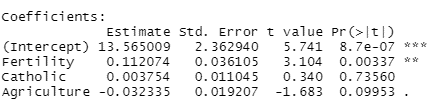 Coefficients:
Estimate Std. Error t value Pr(>|t|)
(Intercept) 13.565009 2.362940 5.741 8.7e-07 ***
Fertility 0.112074 0.036105 3.104 0.00337 **
Catholic 0.003754 0.011045 0.340 0.73560
Agriculture -0.032335 0.019207 -1.683 0.09953 .